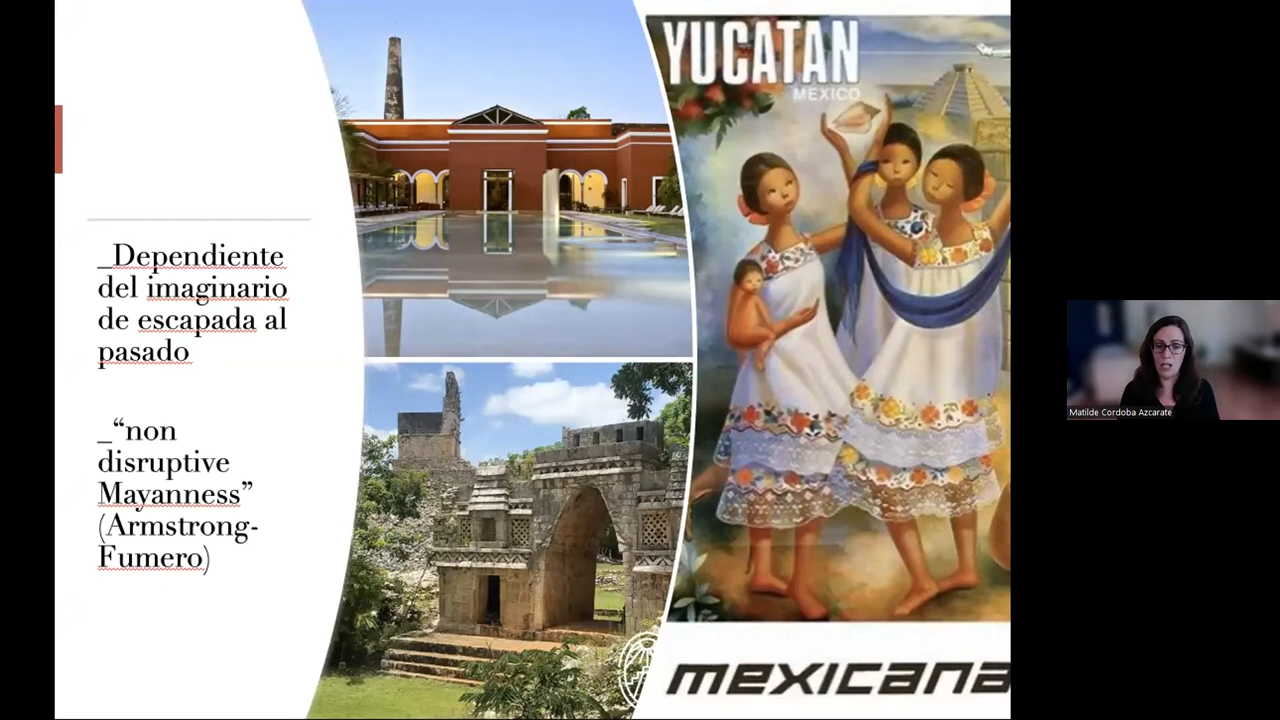 _Dependiente
del imaginario
de escapada al
pasado
_“non
disruptive
Mayanness”
(Armstrong-
Fumero)
YUCATAN
MEXICO
mexicana
Matilde Cordoba Azcarate